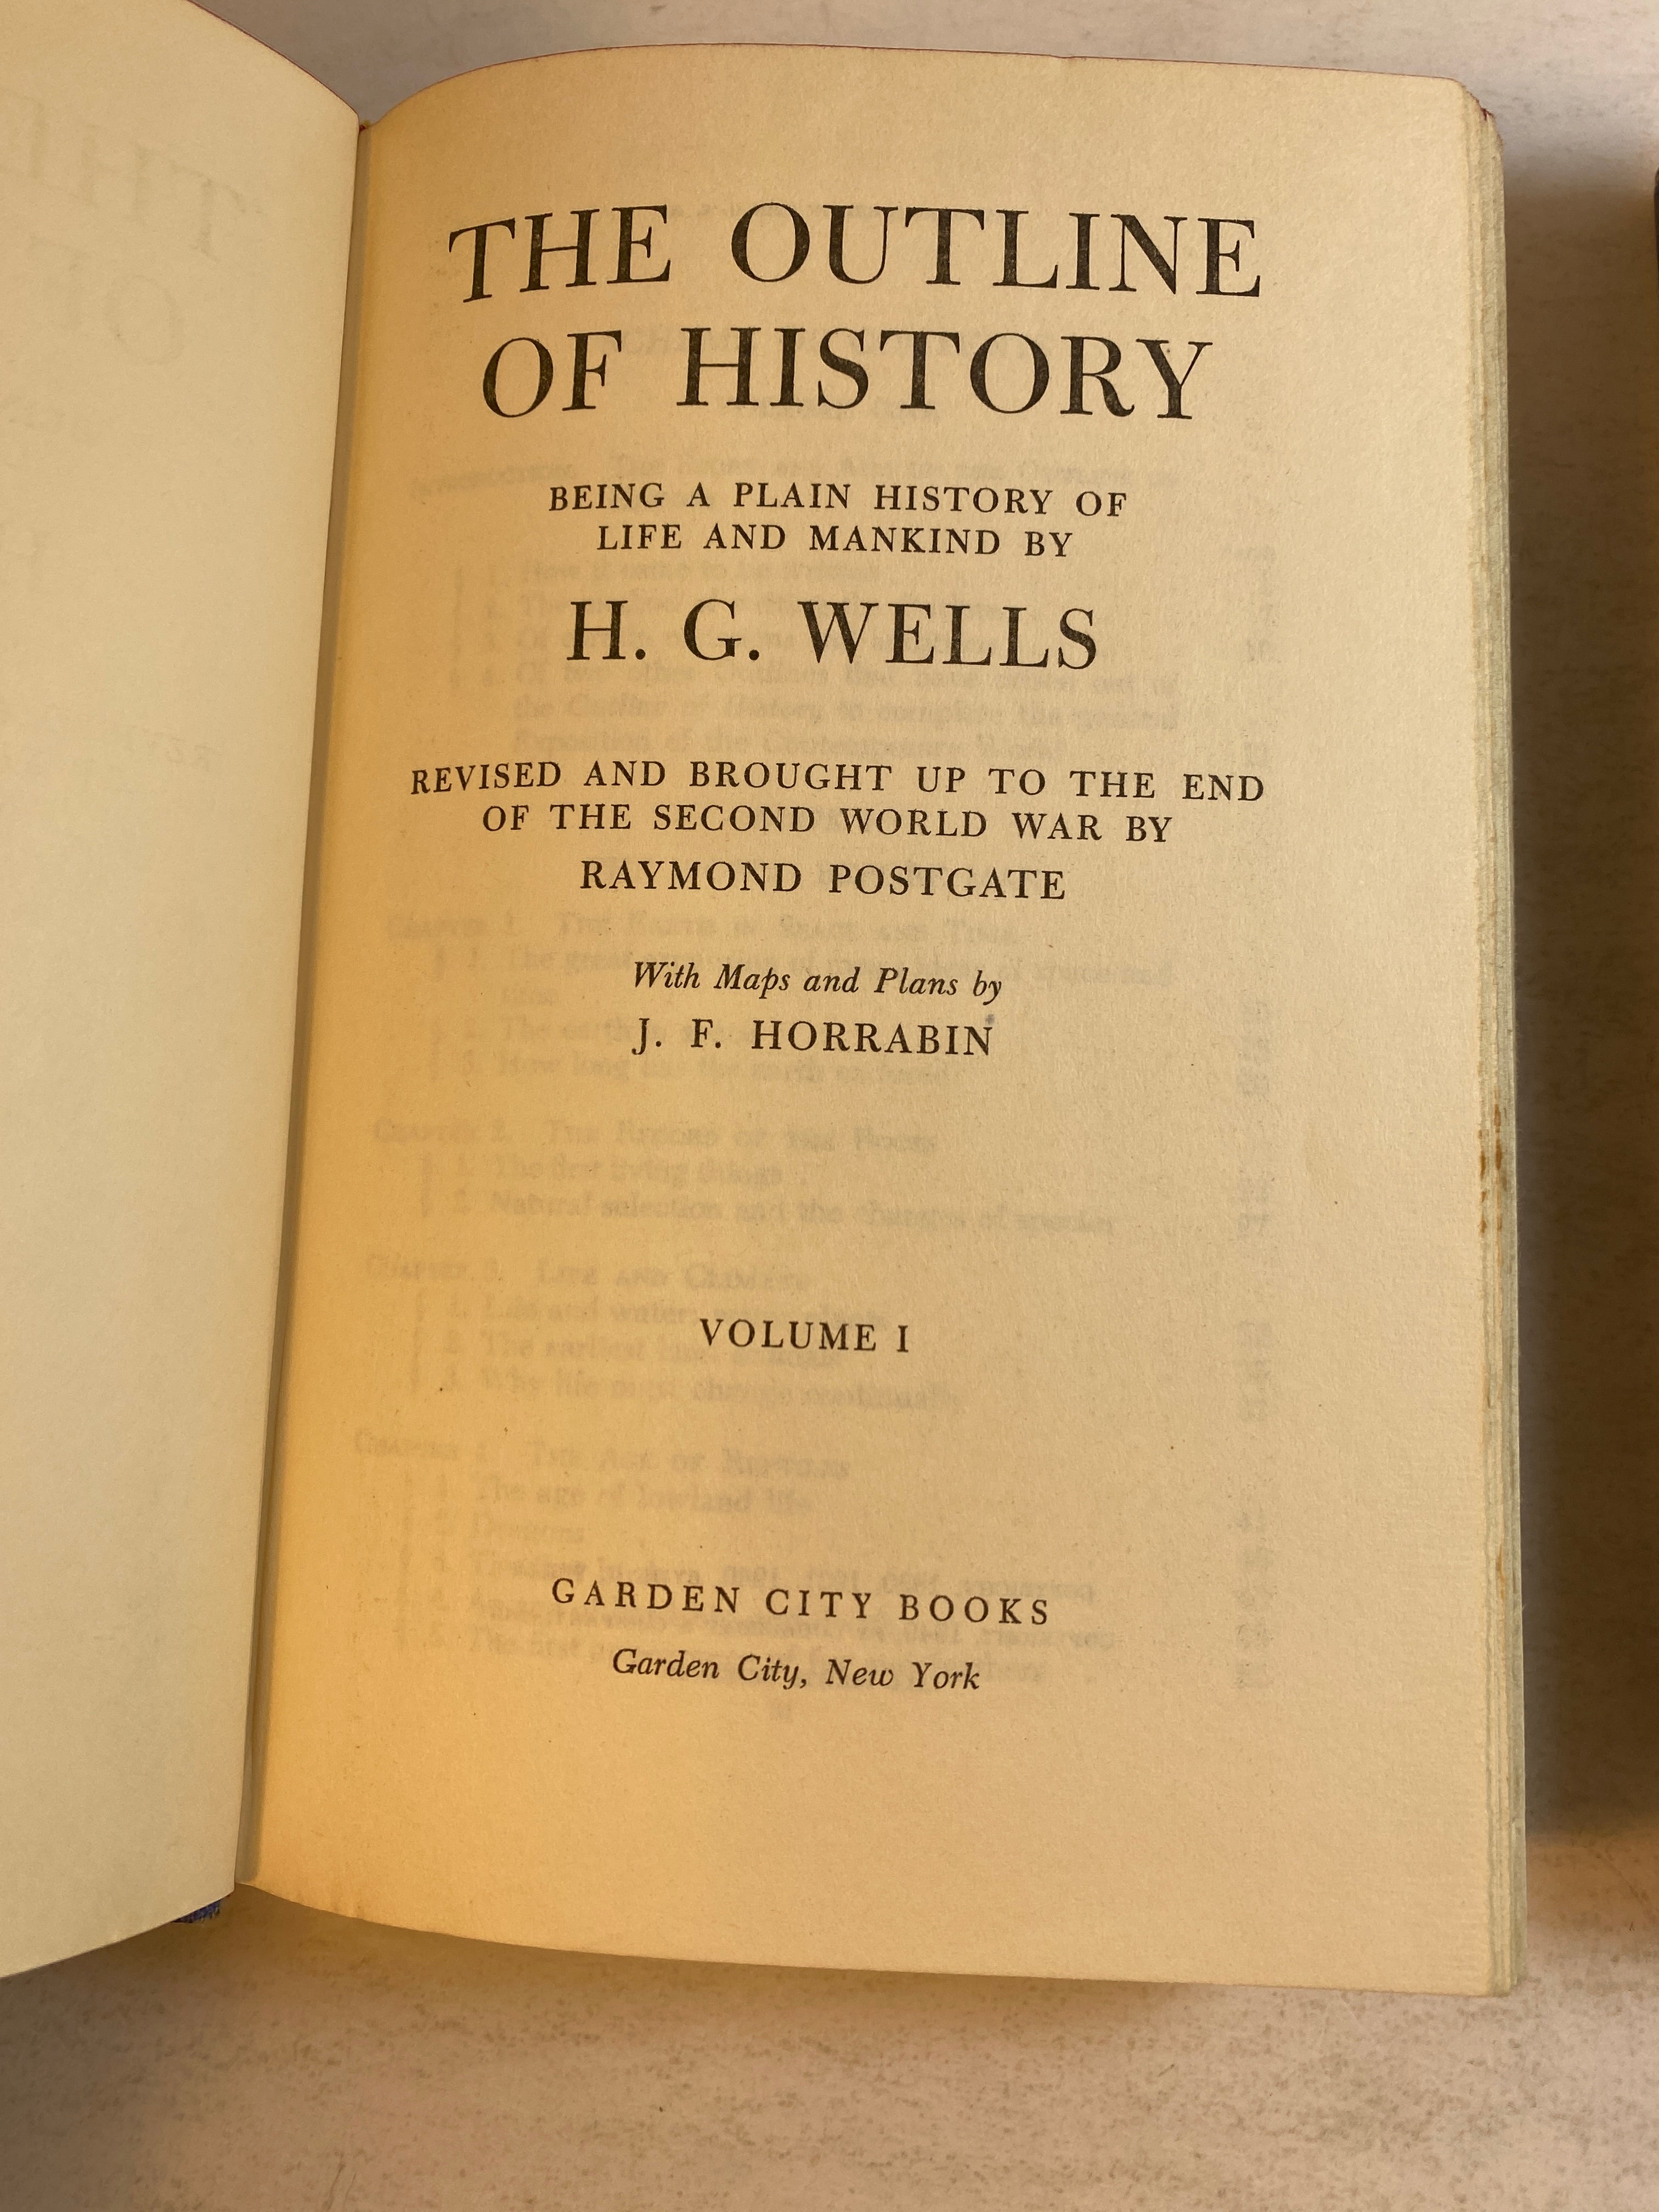 THE OUTLINE
OF HISTORY
BEING A PLAIN HISTORY OF
LIFE AND MANKIND BY
H. G. WELLS
REVISED AND BROUGHT UP TO THE END
OF THE SECOND WORLD WAR BY
RAYMOND POSTGATE
With Maps and Plans by
J. F. HORRABIN
VOLUME I
GARDEN CITY BOOKS
Garden City, New York